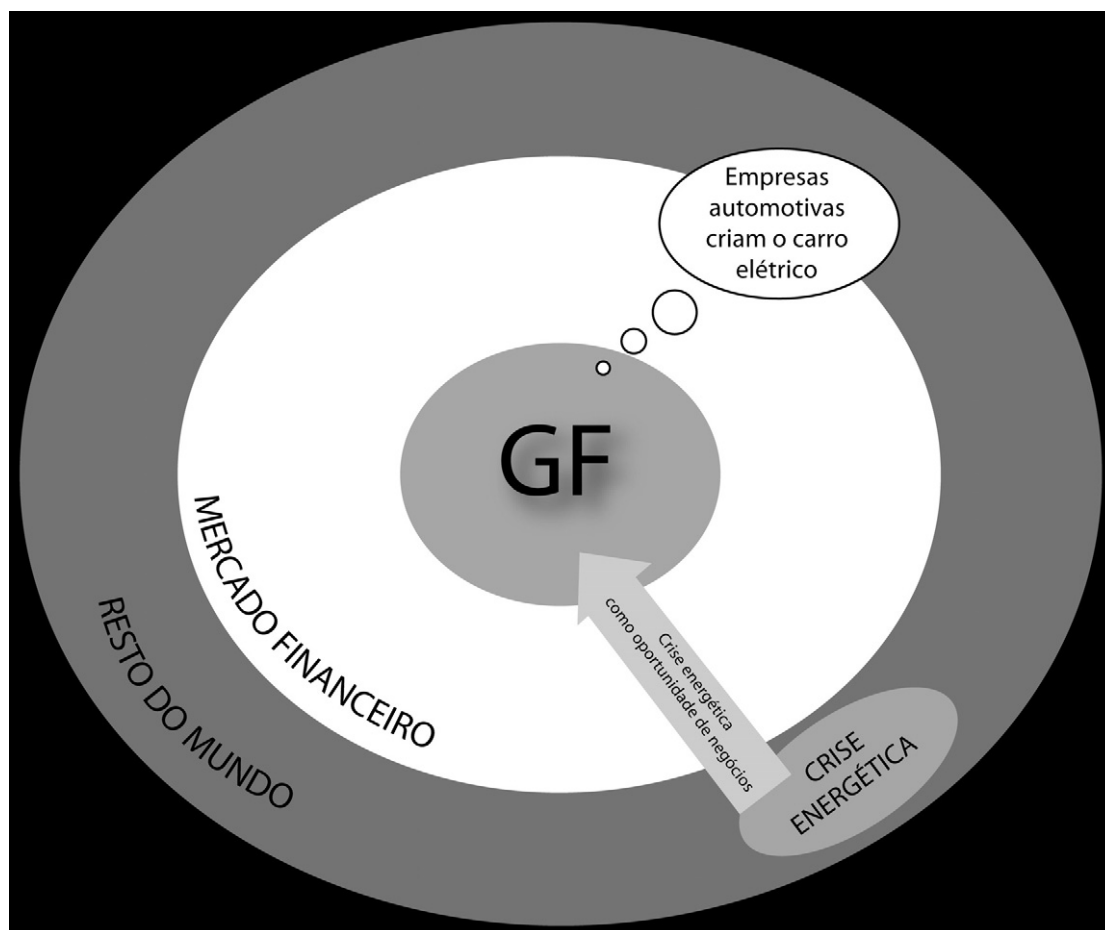 Empresas
automotivas
criam o carro
elétrico
GF
MERCADO FINANCEIRO
RESTO DO MUNDO
Crise energética
como oportunidade de negócios
CRISE
ENERGÉTICA